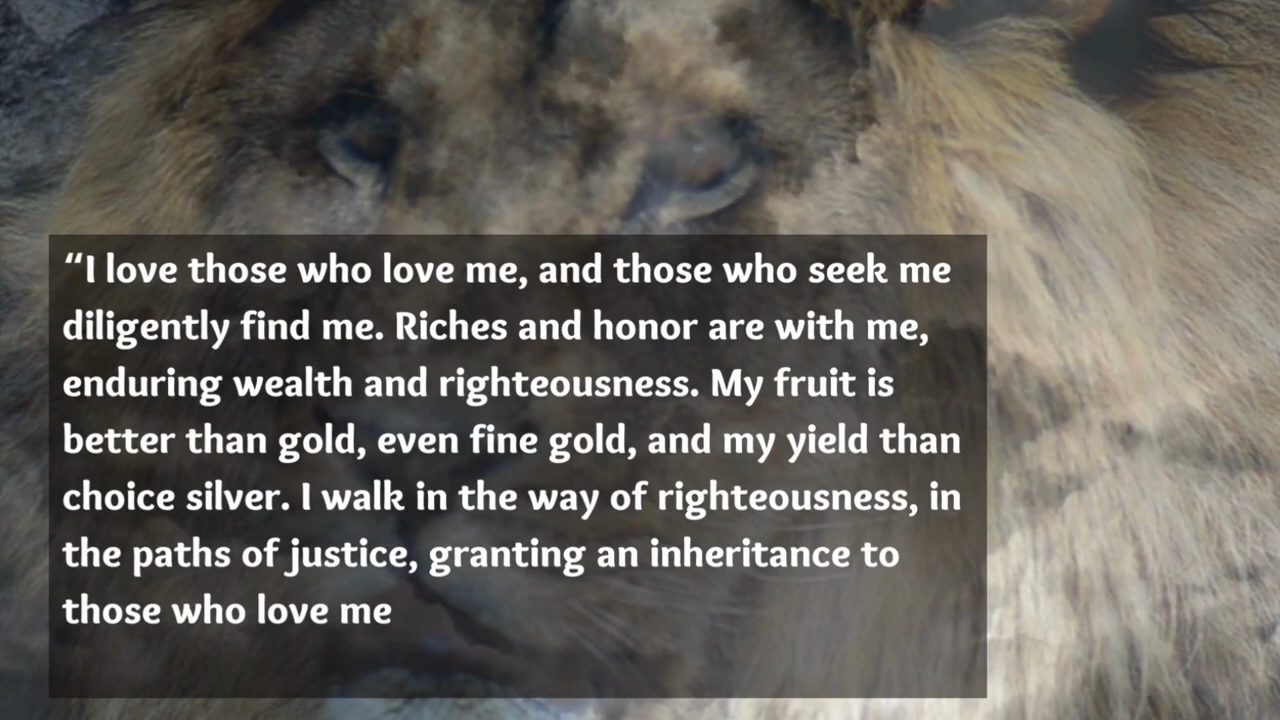 “I love those who love me, and those who seek me
diligently find me. Riches and honor are with me,
enduring wealth and righteousness. My fruit is
better than gold, even fine gold, and my yield than
choice silver. I walk in the way of righteousness, in
the paths of justice, granting an inheritance to
those who love me